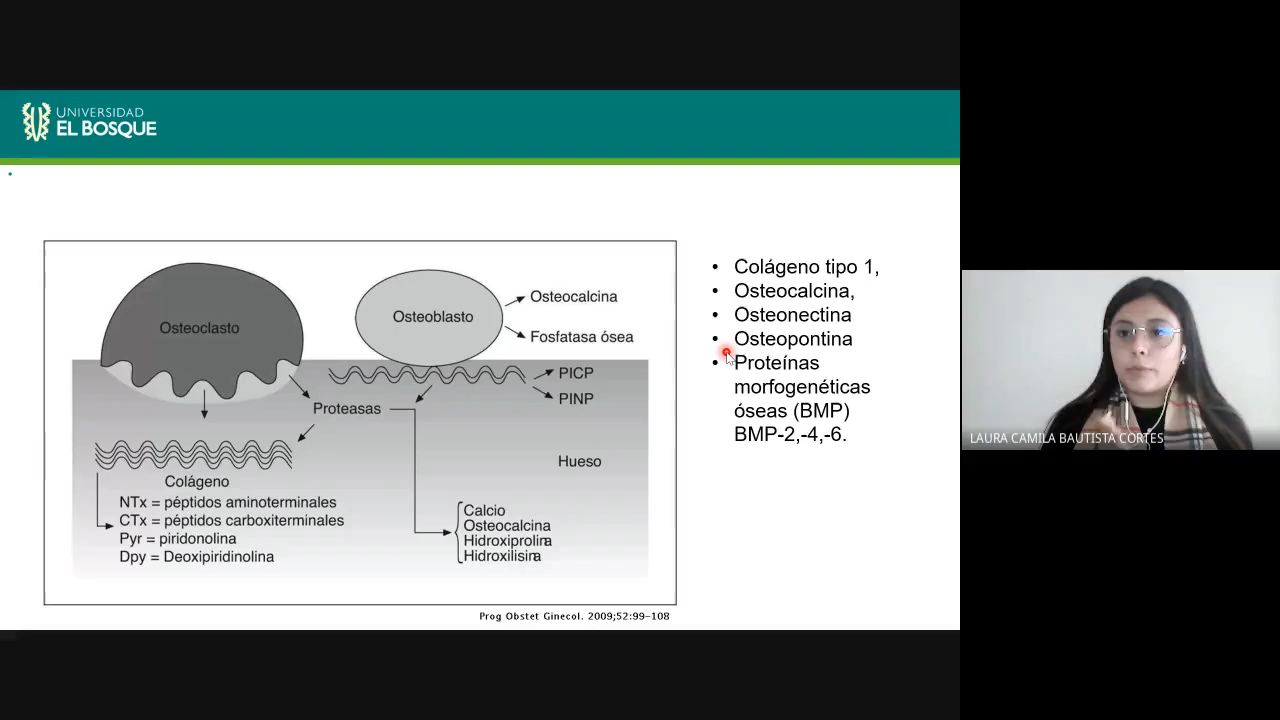 UNIVERSIDAD
EL BOSQUE
Osteoclasto
Osteoblasto
Osteocalcina
Fosfatasa ósea
PICP
PINP
Proteasas
Colágeno
NTx = péptidos aminoterminales
CTx = péptidos carboxiterminales
Pyr = piridonolina
Dpy = Deoxipiridinolina
Hueso
Calcio
Osteocalcina
Hidroxiprolina
Hidroxilisina
Prog Obstet Ginecol. 2009;52:99–108
• Colágeno tipo 1,
• Osteocalcina,
• Osteonectina
• Osteopontina
• Proteínas
morfogenéticas
óseas (BMP)
BMP-2,-4,-6.
LAURA CAMILA BAUTISTA CORTES